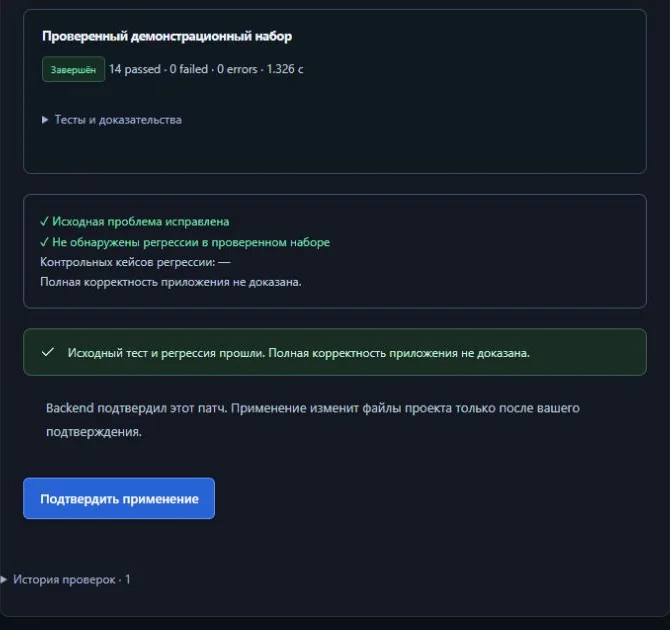 Проверенный демонстрационный набор
Завершён 14 passed · 0 failed · 0 errors · 1.326 с
Тесты и доказательства
✓ Исходная проблема исправлена
✓ Не обнаружены регрессии в проверенном наборе
Контрольных кейсов регрессии: —
Полная корректность приложения не доказана.
Исходный тест и регрессия прошли. Полная корректность приложения не доказана.
Backend подтвердил этот патч. Применение изменит файлы проекта только после вашего
подтверждения.
Подтвердить применение
История проверок · 1